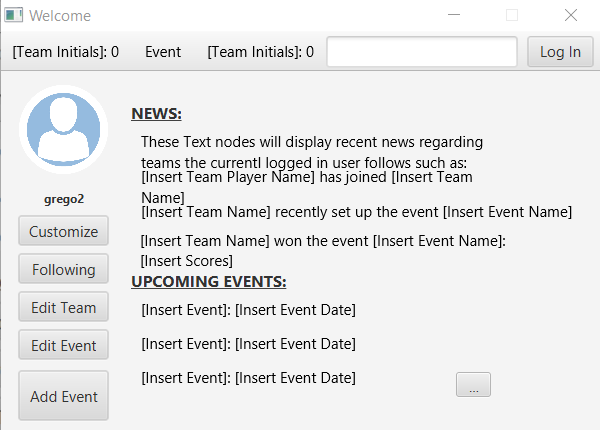 Welcome
[Team Initials]: 0 Event [Team Initials]: 0 Log In
NEWS:
These Text nodes will display recent news regarding
teams the currentl logged in user follows such as:
[Insert Team Player Name] has joined [Insert Team
Name]
[Insert Team Name] recently set up the event [Insert Event Name]
[Insert Team Name] won the event [Insert Event Name]:
[Insert Scores]
UPCOMING EVENTS:
[Insert Event]: [Insert Event Date]
[Insert Event]: [Insert Event Date]
[Insert Event]: [Insert Event Date]
...
grego2
Customize
Following
Edit Team
Edit Event
Add Event